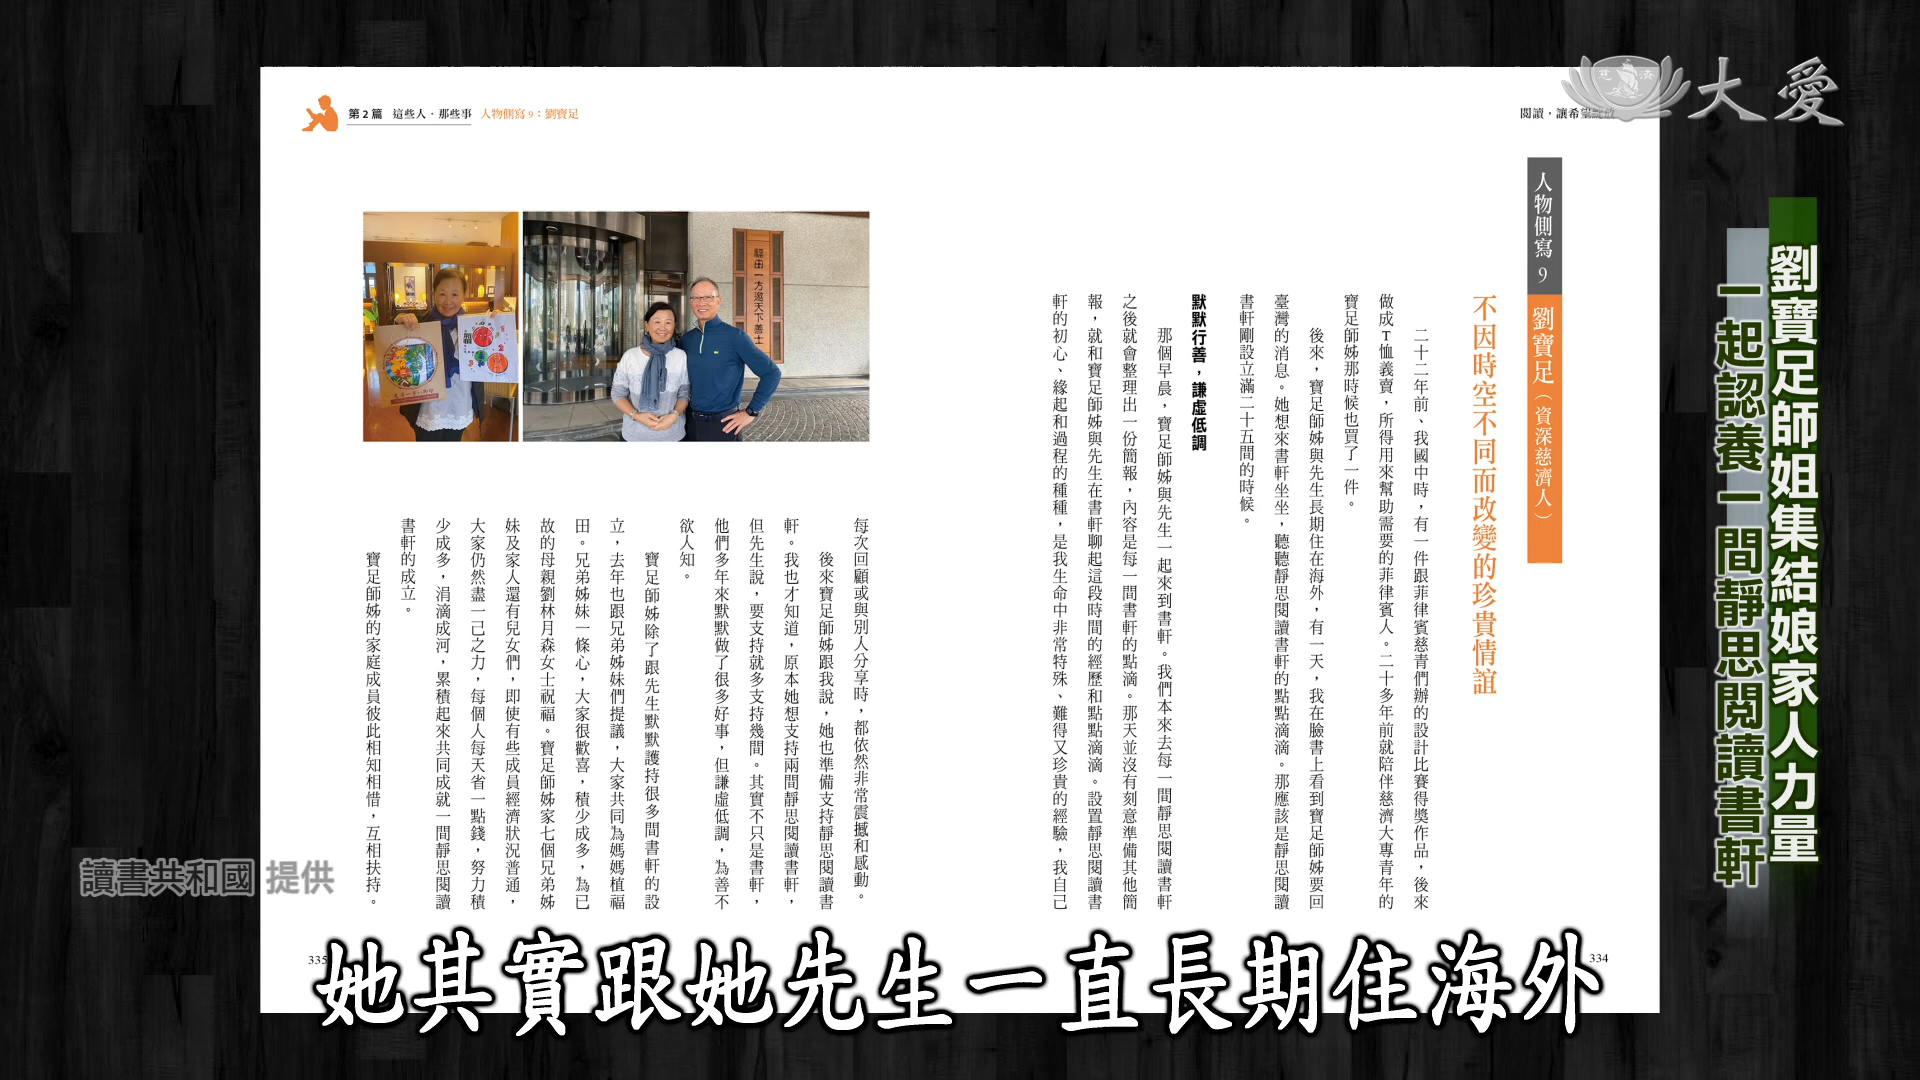 大愛
劉寶足師姐集結娘家人力量
一起認養一間靜思閱讀書軒
閱讀，讓希望綻放
人物側寫 9 劉寶足（資深慈濟人）
不因時空不同而改變的珍貴情誼
二十二年前、我國中時，有一件跟菲律賓慈青們辦的設計比賽得獎作品，後來
做成T恤義賣，所得用來幫助需要的菲律賓人。二十多年前就陪伴慈濟大專青年的
寶足師姊那時候也買了一件。
後來，寶足師姊與先生長期住在海外，有一天，我在臉書上看到寶足師姊要回
臺灣的消息。她想來書軒坐坐，聽聽靜思閱讀書軒的點點滴滴。那應該是靜思閱讀
書軒剛設立滿二十五間的時候。
默默行善，謙虛低調
那個早晨，寶足師姊與先生一起來到書軒。我們本來去每一間靜思閱讀書軒
之後就會整理出一份簡報，內容是每一間書軒的點滴。那天並沒有刻意準備其他簡
報，就和寶足師姊與先生在書軒聊起這段時間的經歷和點點滴滴。設置靜思閱讀書
軒的初心、緣起和過程的種種，是我生命中非常特殊、難得又珍貴的經驗，我自己
334
第2篇 這些人．那些事 人物側寫 9：劉寶足
福田一方邀天下善士
每次回顧或與別人分享時，都依然非常震撼和感動。
後來寶足師姊跟我說，她也準備支持靜思閱讀書
軒。我也才知道，原本她想支持兩間靜思閱讀書軒，
但先生說，要支持就多支持幾間。其實不只是書軒，
他們多年來默默做了很多好事，但謙虛低調，為善不
欲人知。
寶足師姊除了跟先生默默護持很多間書軒的設
立，去年也跟兄弟姊妹們提議，大家共同為媽媽植福
田。兄弟姊妹一條心，大家很歡喜，積少成多，為已
故的母親劉林月森女士祝福。寶足師姊家七個兄弟姊
妹及家人還有兒女們，即使有些成員經濟狀況普通，
大家仍然盡一己之力，每個人每天省一點錢，努力積
少成多，涓滴成河，累積起來共同成就一間靜思閱讀
書軒的成立。
寶足師姊的家庭成員彼此相知相惜，互相扶持。
335
讀書共和國 提供
她其實跟她先生一直長期住海外